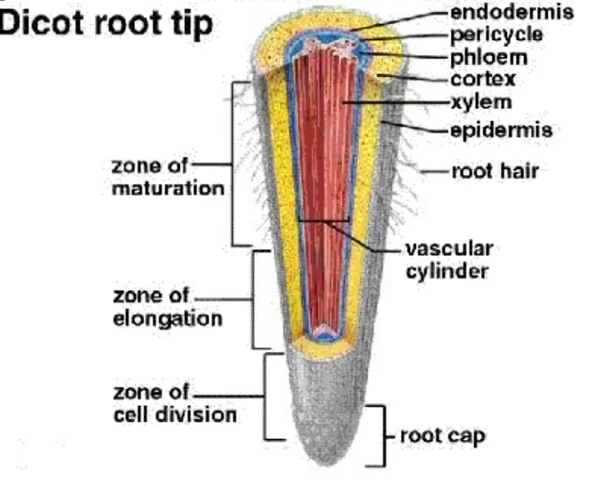 Dicot root tip
endodermis
pericycle
phloem
cortex
xylem
epidermis
root hair
zone of
maturation
vascular
cylinder
zone of
elongation
zone of
cell division
root cap